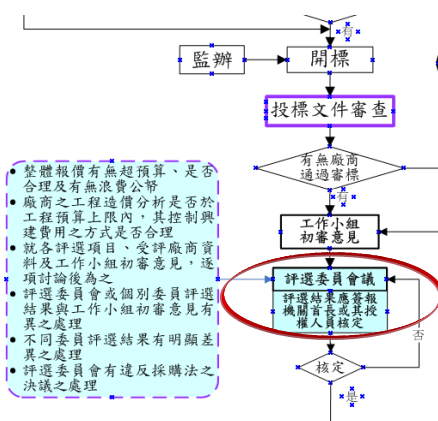 有
監辦
開標
投標文件審查
有無廠商
通過審標
有
工作小組
初審意見
• 整體報價有無超預算、是否
合理及有無浪費公帑
• 廠商之工程造價分析是否於
工程預算上限內，其控制興
建費用之方式是否合理
• 就各評選項目、受評廠商資
料及工作小組初審意見，逐
項討論後為之
• 評選委員會或個別委員評選
結果與工作小組初審意見有
異之處理
• 不同委員評選結果有明顯差
異之處理
• 評選委員會有違反採購法之
決議之處理
評選委員會議
評選結果應簽報
機關首長或其授
權人員核定
否
核定
是